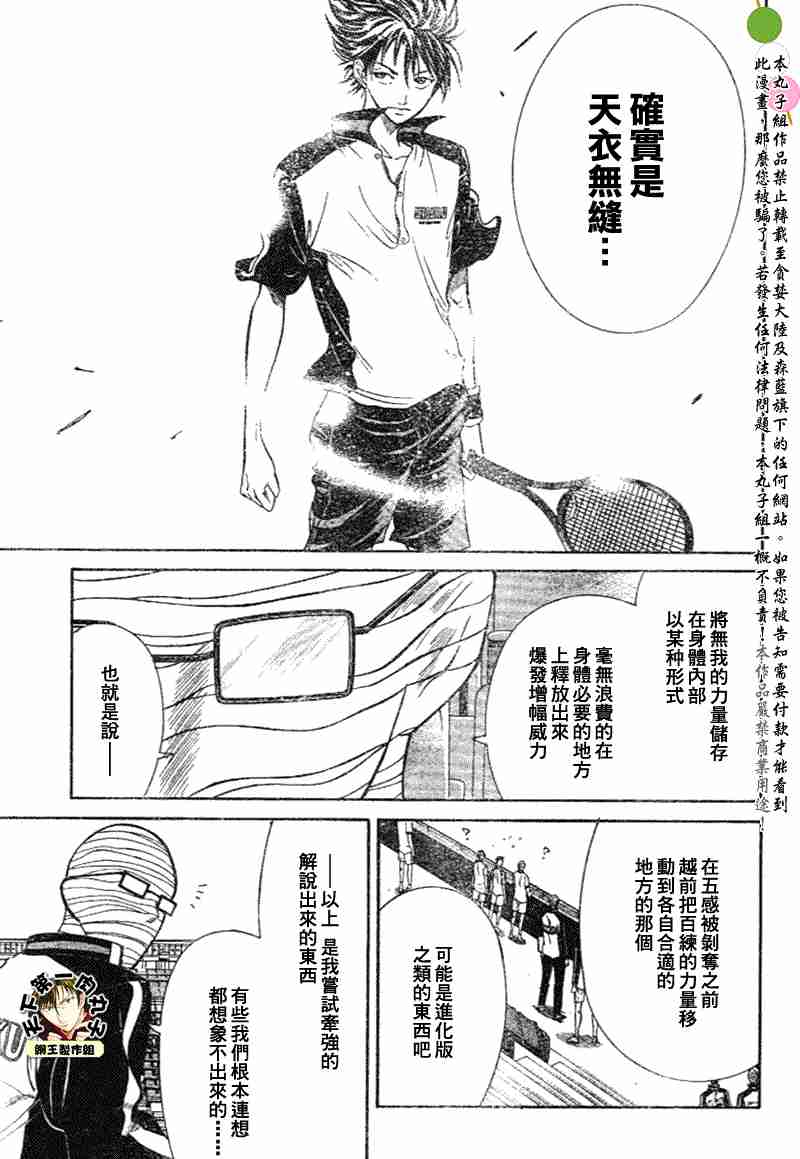 確實是
天衣無縫…
將無我的力量儲存
在身體內部
以某种形式
毫無浪費的在
身體必要的地方
上釋放出來
爆發增幅威力
也就是說——
在五感被剝奪之前
越前把百練的力量移
動到各自合適的
地方的那個
可能是進化版
之類的東西吧
——以上 是我嘗試牽強的
解說出來的東西
有些我們根本連想
都想象不出來的……
?
?
天下第一肉丸子
網王製作組
本丸子組作品禁止轉載至貪婪大陸及森藍旗下的任何網站。如果您被告知需要付款才能看到
此漫畫，那麼您被騙了。若發生任何法律問題！本丸子組一概不負責！本作品嚴禁商業用途！